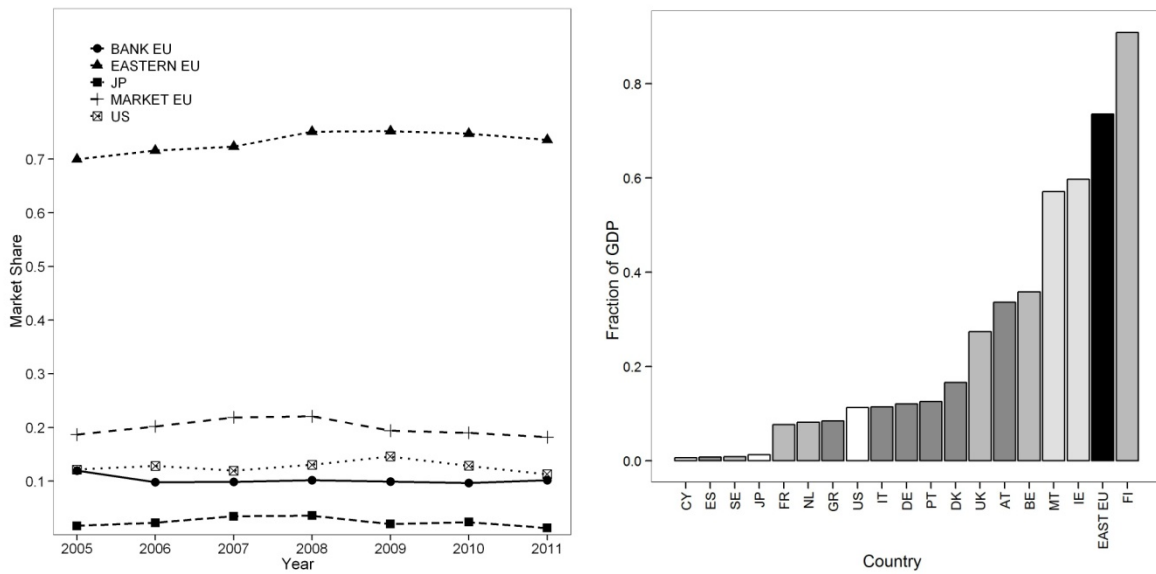 BANK EU
EASTERN EU
JP
MARKET EU
US
Market Share
0.7
0.6
0.5
0.4
0.3
0.2
0.1
2005 2006 2007 2008 2009 2010 2011
Year
Fraction of GDP
0.8
0.6
0.4
0.2
0.0
CY ES SE JP FR NL GR US IT DE PT DK UK AT BE MT IE EAST EU FI
Country